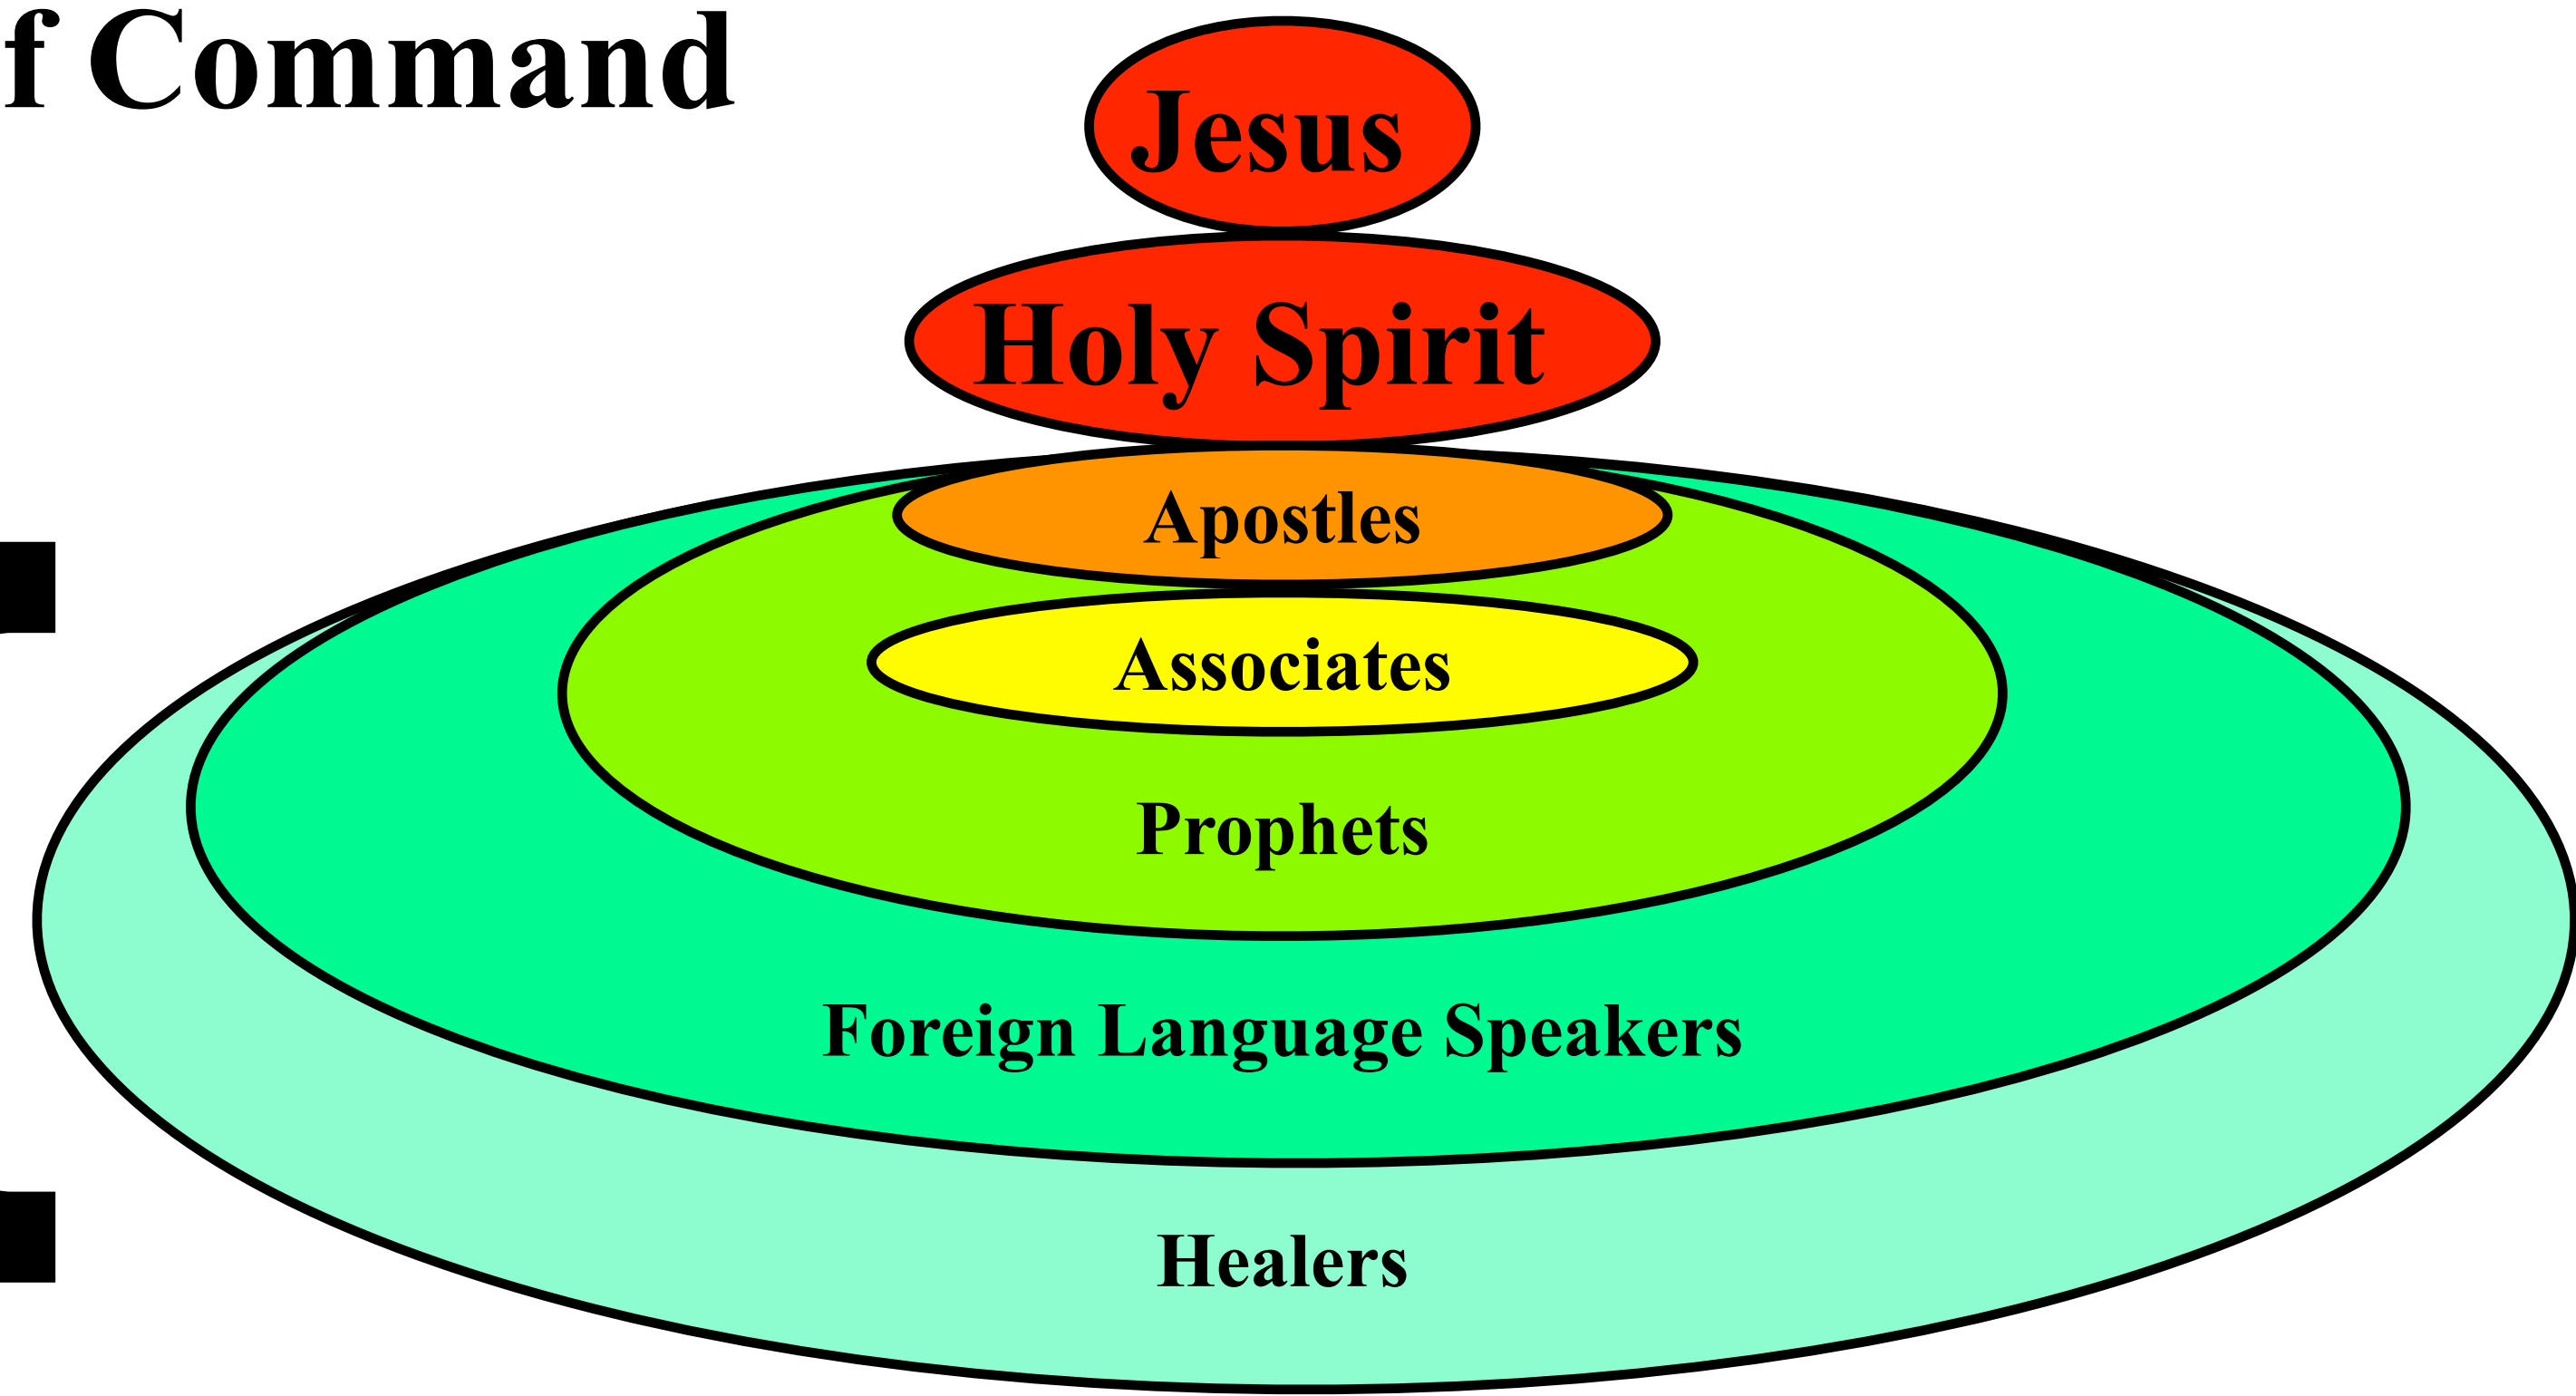 f Command
Jesus
Holy Spirit
Apostles
Associates
Prophets
Foreign Language Speakers
Healers